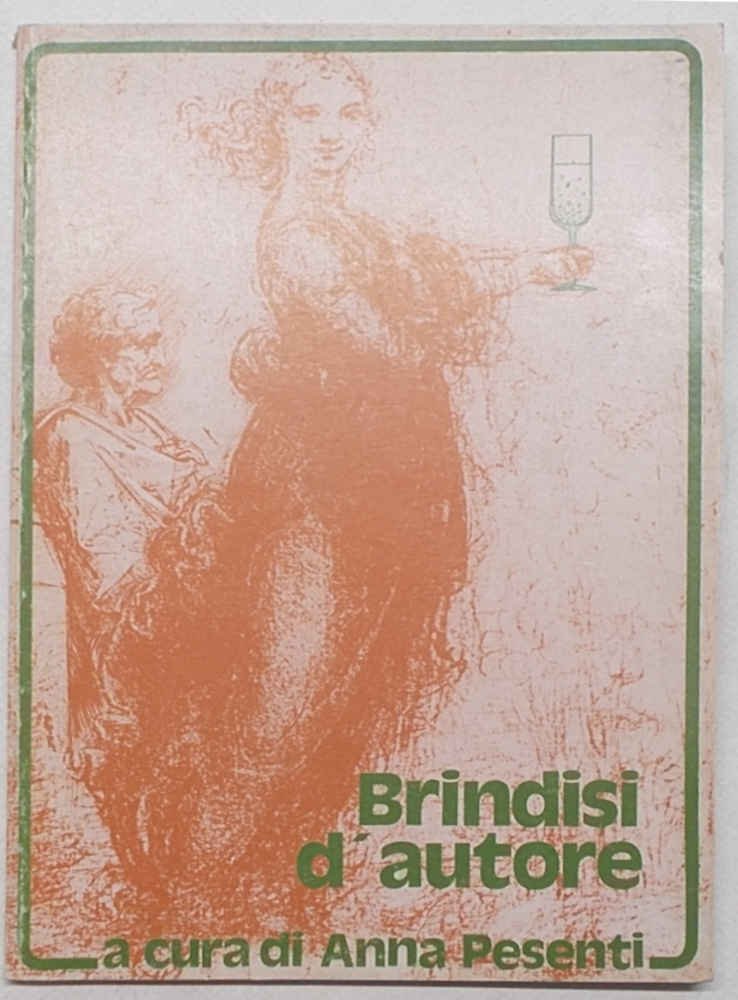 Brindisi
d'autore
a cura di Anna Pesenti